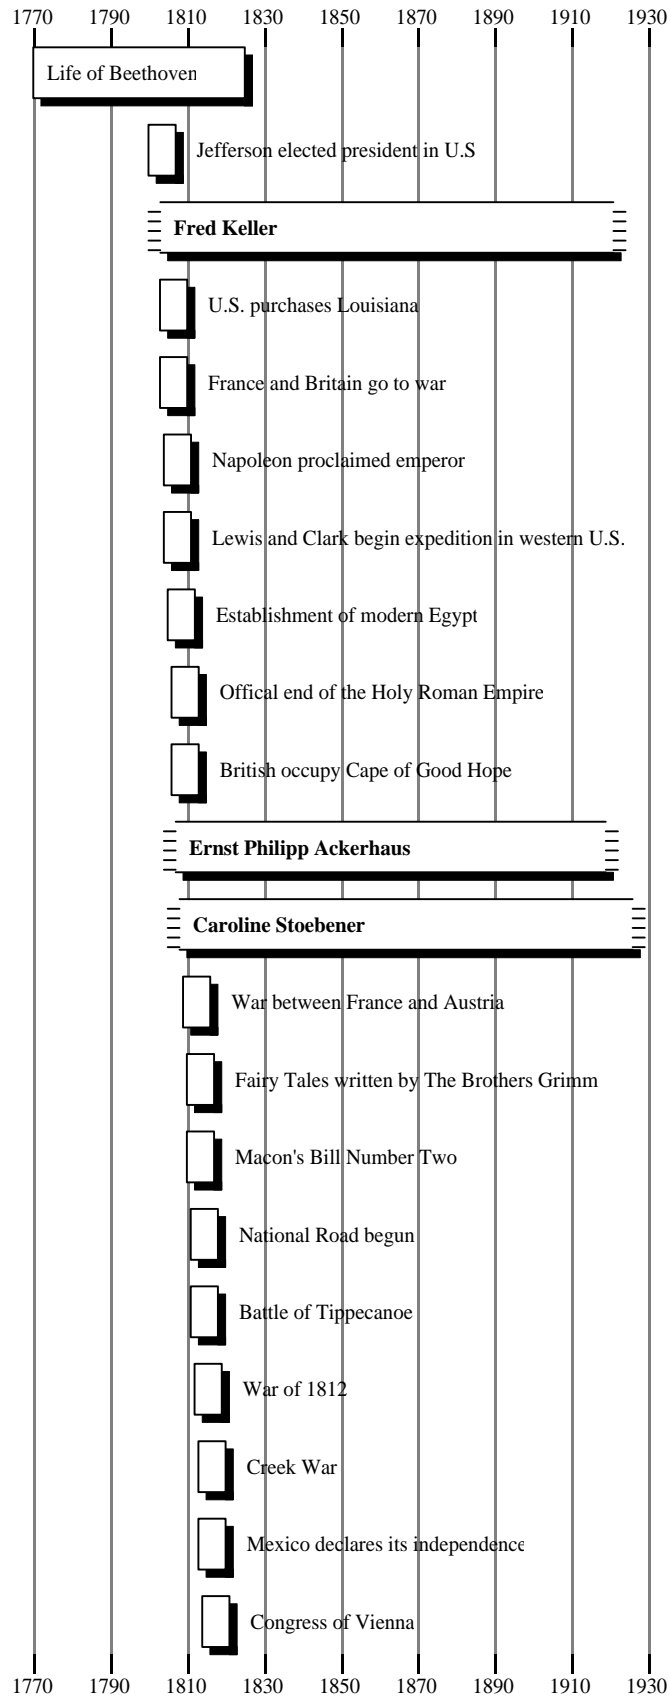 1770 1790 1810 1830 1850 1870 1890 1910 1930
Life of Beethoven
Jefferson elected president in U.S
Fred Keller
U.S. purchases Louisiana
France and Britain go to war
Napoleon proclaimed emperor
Lewis and Clark begin expedition in western U.S.
Establishment of modern Egypt
Offical end of the Holy Roman Empire
British occupy Cape of Good Hope
Ernst Philipp Ackerhaus
Caroline Stoebener
War between France and Austria
Fairy Tales written by The Brothers Grimm
Macon's Bill Number Two
National Road begun
Battle of Tippecanoe
War of 1812
Creek War
Mexico declares its independence
Congress of Vienna
1770 1790 1810 1830 1850 1870 1890 1910 1930